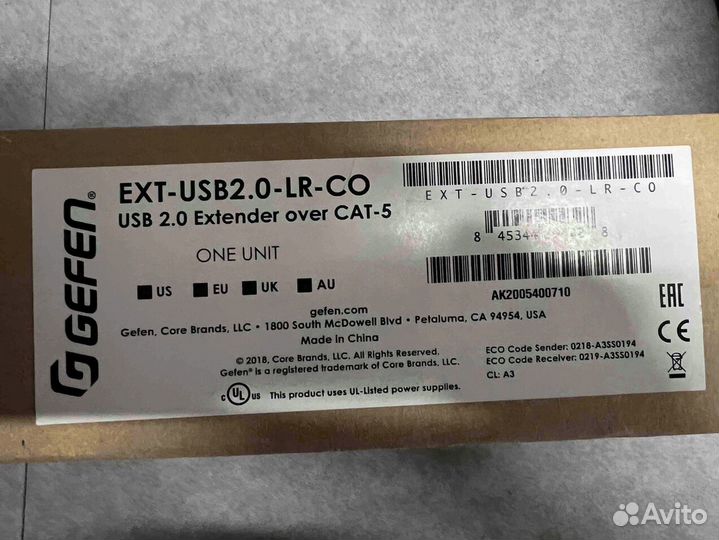 GEFEN®
EXT-USB2.0-LR-CO
USB 2.0 Extender over CAT-5
ONE UNIT
US EU UK AU
gefen.com
Gefen, Core Brands, LLC • 1800 South McDowell Blvd • Petaluma, CA 94954, USA
Made in China
© 2018, Core Brands, LLC. All Rights Reserved.
Gefen® is a registered trademark of Core Brands, LLC.
c UL us This product uses UL-Listed power supplies.
EXT-USB2.0-LR-CO
8
8
AK2005400710
ECO Code Sender: 0218-A3SS0194
ECO Code Receiver: 0219-A3SS0194
CL: A3
EAC
CE
Avito